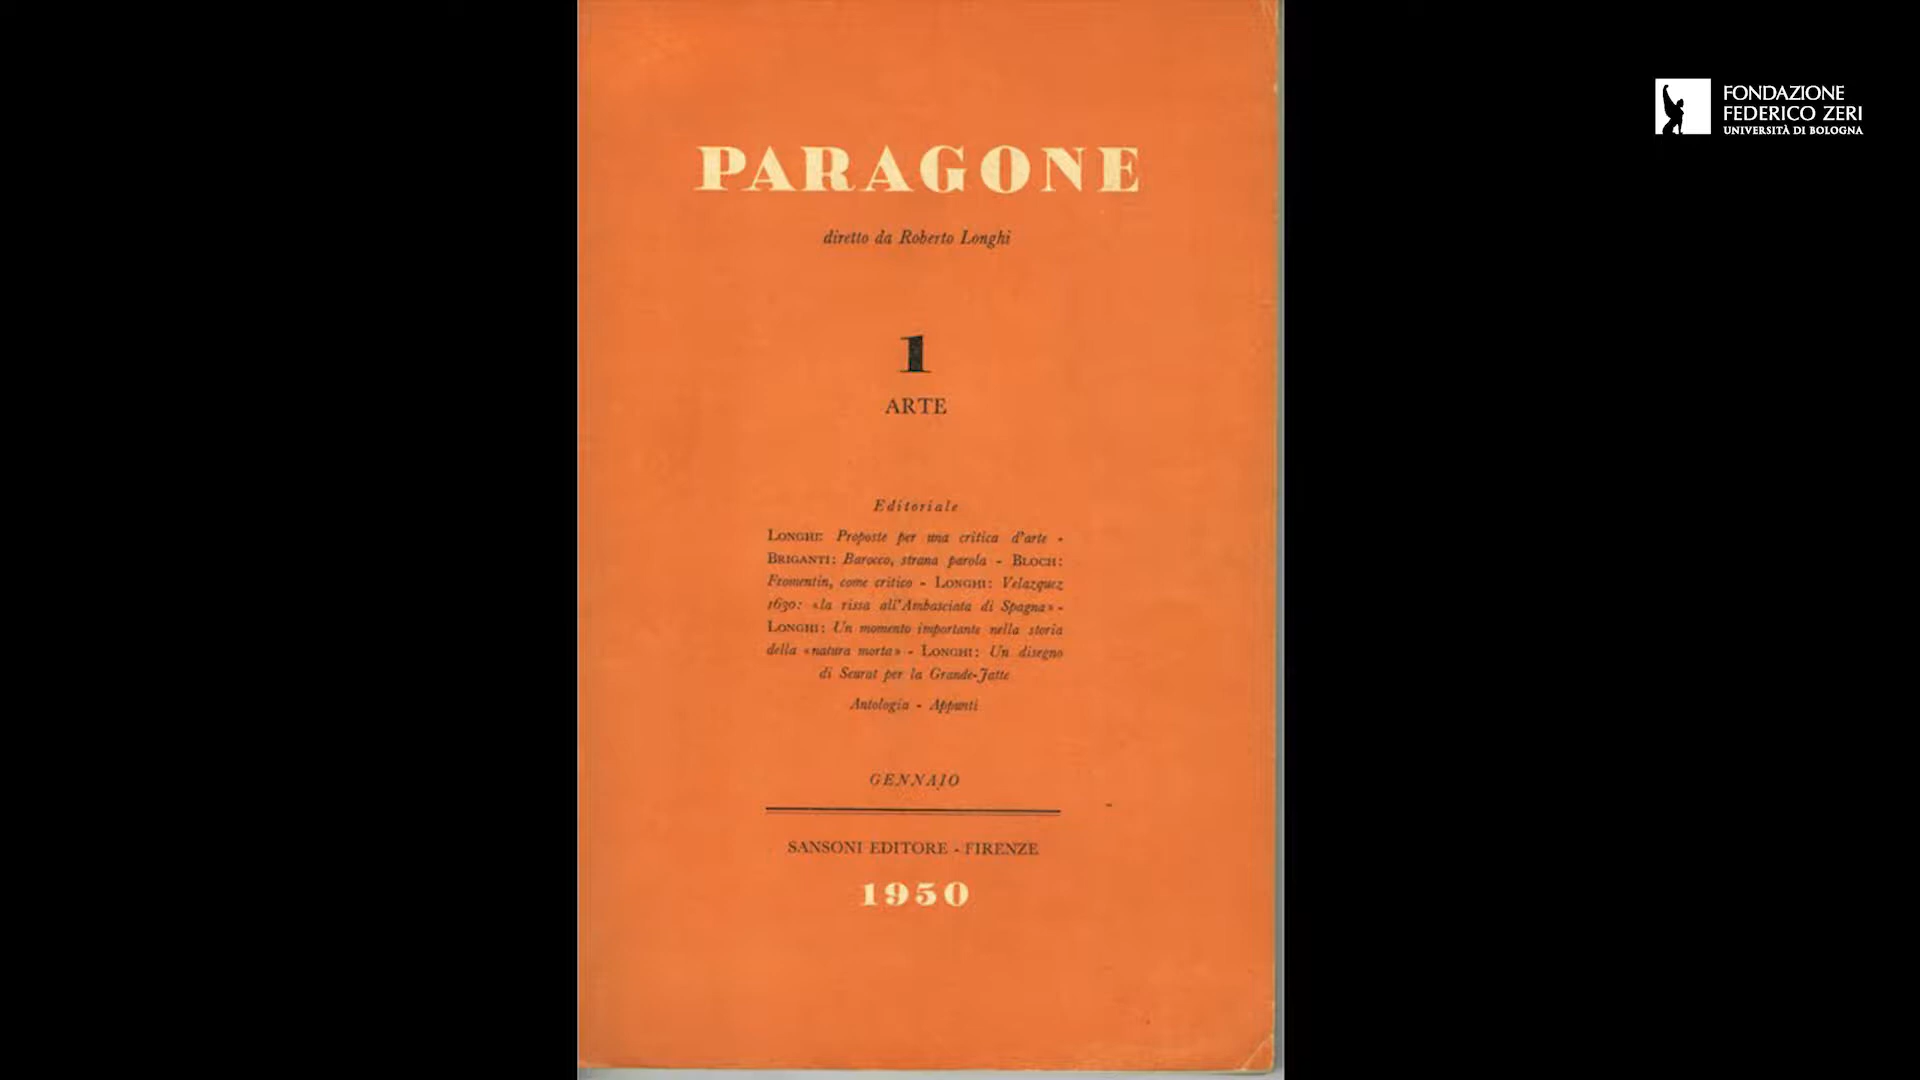 PARAGONE
diretto da Roberto Longhi
1
ARTE
Editoriale
LONGHI: Proposte per una critica d'arte -
BRIGANTI: Barocco, strana parola - BLOCH:
Fromentin, come critico - LONGHI: Velazquez
1630: «la rissa all'Ambasciata di Spagna» -
LONGHI: Un momento importante nella storia
della «natura morta» - LONGHI: Un disegno
di Seurat per la Grande-Jatte
Antologia - Appunti
GENNAIO
SANSONI EDITORE - FIRENZE
1950
FONDAZIONE
FEDERICO ZERI
UNIVERSITÀ DI BOLOGNA